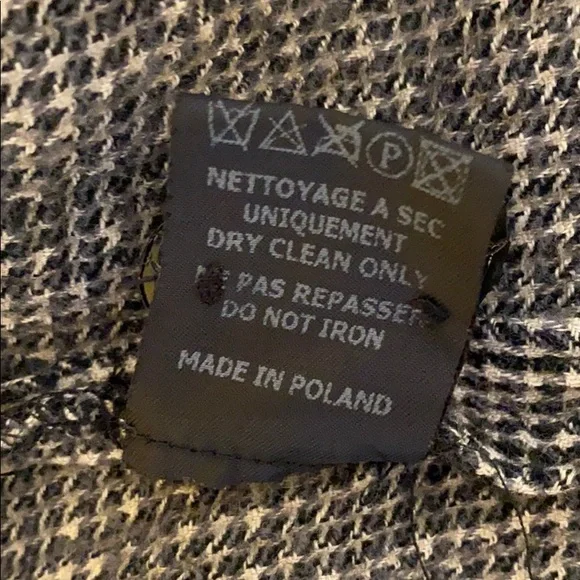 P
NETTOYAGE A SEC
UNIQUEMENT
DRY CLEAN ONLY
NE PAS REPASSER
DO NOT IRON
MADE IN POLAND